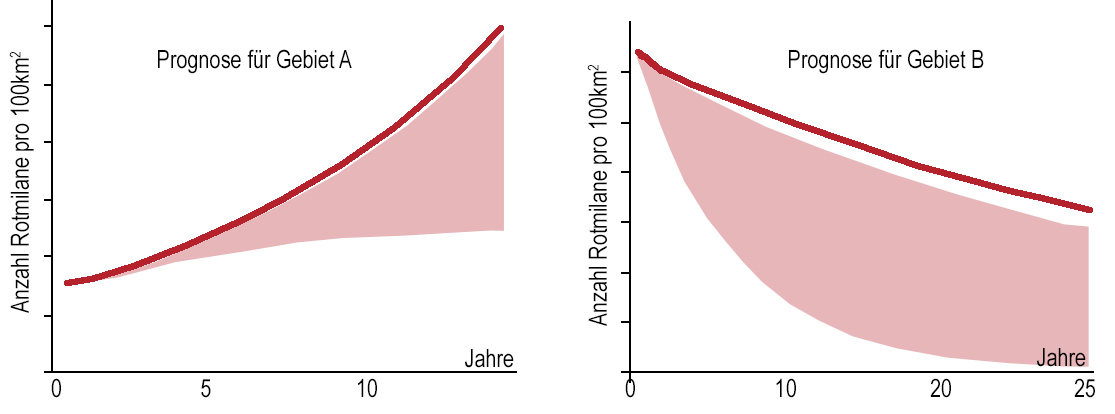 Prognose für Gebiet A
Anzahl Rotmilane pro 100km²
Jahre
0 5 10
Prognose für Gebiet B
Anzahl Rotmilane pro 100km²
Jahre
0 10 20 25